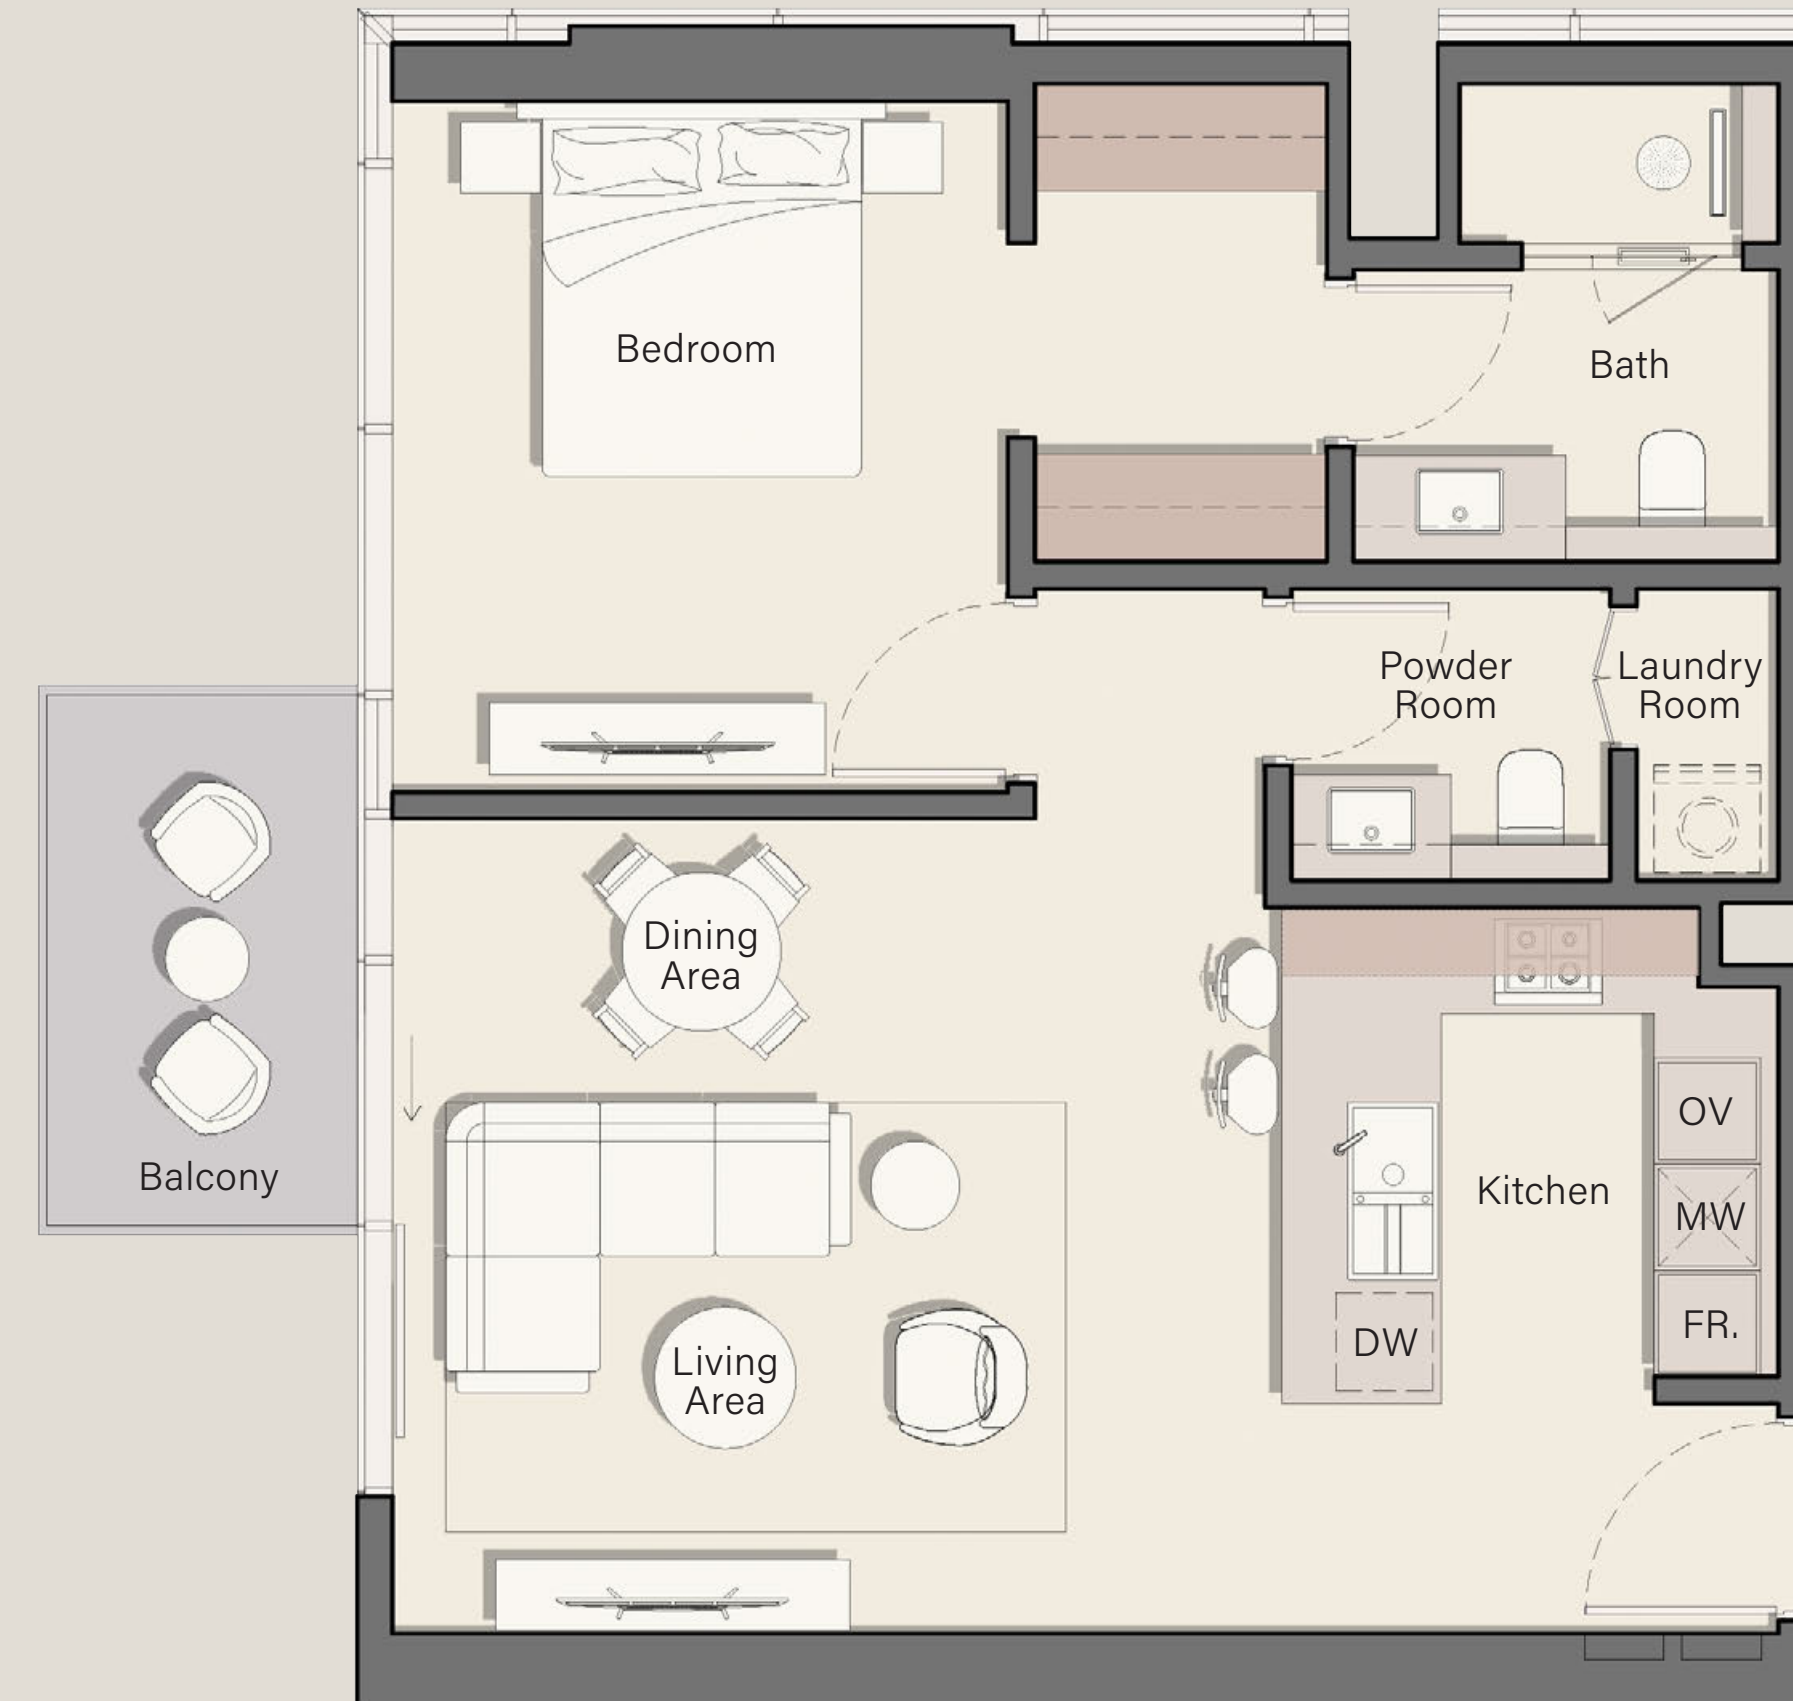 Bedroom
Bath
Powder
Room
Laundry
Room
Dining
Area
Balcony
Kitchen
OV
MW
FR.
DW
Living
Area